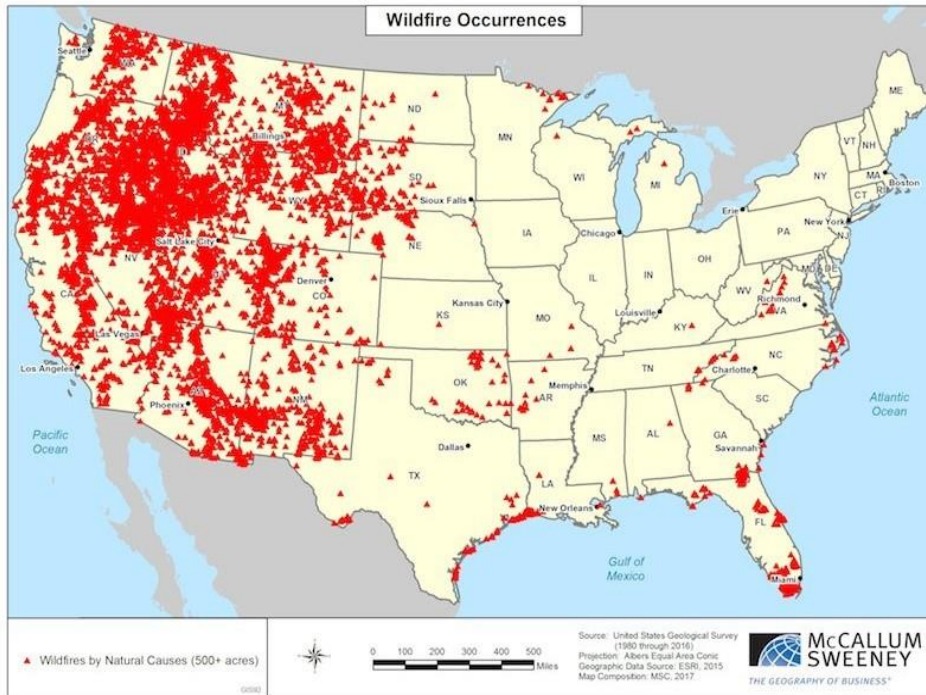 Wildfire Occurrences
Seattle
WA
MT
ND
MN
ME
OR
ID
Billings
SD
WI
MI
VT
NH
NY
MA
Boston
CT
RI
WY
Sioux Falls
Erie
New York
IA
Chicago
PA
NJ
NE
OH
Salt Lake City
NV
UT
IL
IN
MD
DE
Denver
CO
WV
Richmond
VA
CA
KS
Kansas City
MO
Louisville
KY
Las Vegas
NC
Los Angeles
TN
Charlotte
OK
AR
Memphis
SC
Phoenix
AZ
NM
Atlantic
Ocean
Pacific
Ocean
MS
AL
GA
Dallas
Savannah
TX
LA
New Orleans
FL
Gulf of
Mexico
Miami
Wildfires by Natural Causes (500+ acres)
0 100 200 300 400 500
Miles
Source: United States Geological Survey
(1980 through 2016)
Projection: Albers Equal Area Conic
Geographic Data Source: ESRI, 2015
Map Composition: MSC, 2017
McCALLUM
SWEENEY
THE GEOGRAPHY OF BUSINESS